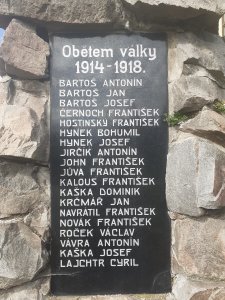 Obětem války
1914-1918.
BARTOŠ ANTONÍN
BARTOŠ JAN
BARTOŠ JOSEF
ČERNOCH FRANTIŠEK
HOSTINSKÝ FRANTIŠEK
HYNEK BOHUMIL
HYNEK JOSEF
JIRČÍK ANTONÍN
JOHN FRANTIŠEK
JŮVA FRANTIŠEK
KALOUS FRANTIŠEK
KAŠKA DOMINIK
KRČMÁŘ JAN
NAVRÁTIL FRANTIŠEK
NOVÁK FRANTIŠEK
ROČEK VÁCLAV
VÁVRA ANTONÍN
KAŠKA JOSEF
LAJCHTR CYRIL